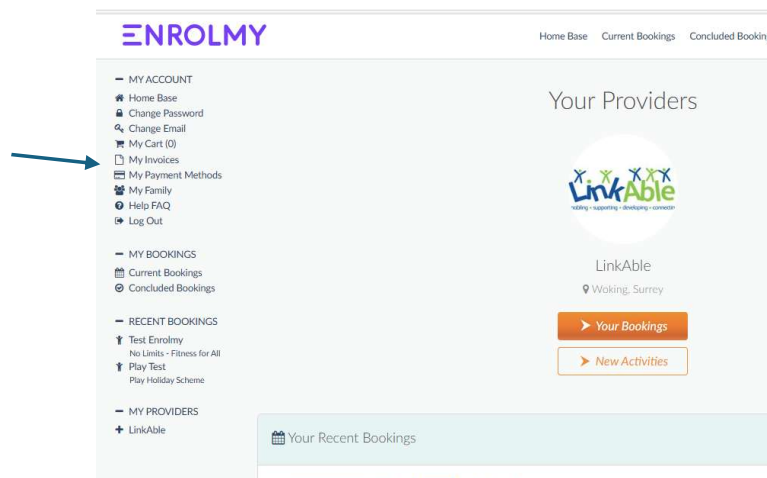 ENROLMY
Home Base Current Bookings Concluded Bookin
MY ACCOUNT
Home Base
Change Password
Change Email
My Cart (0)
My Invoices
My Payment Methods
My Family
Help FAQ
Log Out
MY BOOKINGS
Current Bookings
Concluded Bookings
RECENT BOOKINGS
Test Enrolmy
No Limits - Fitness for All
Play Test
Play Holiday Scheme
MY PROVIDERS
LinkAble
Your Providers
LinkAble
supporting • developing •
LinkAble
Woking, Surrey
Your Bookings
New Activities
Your Recent Bookings